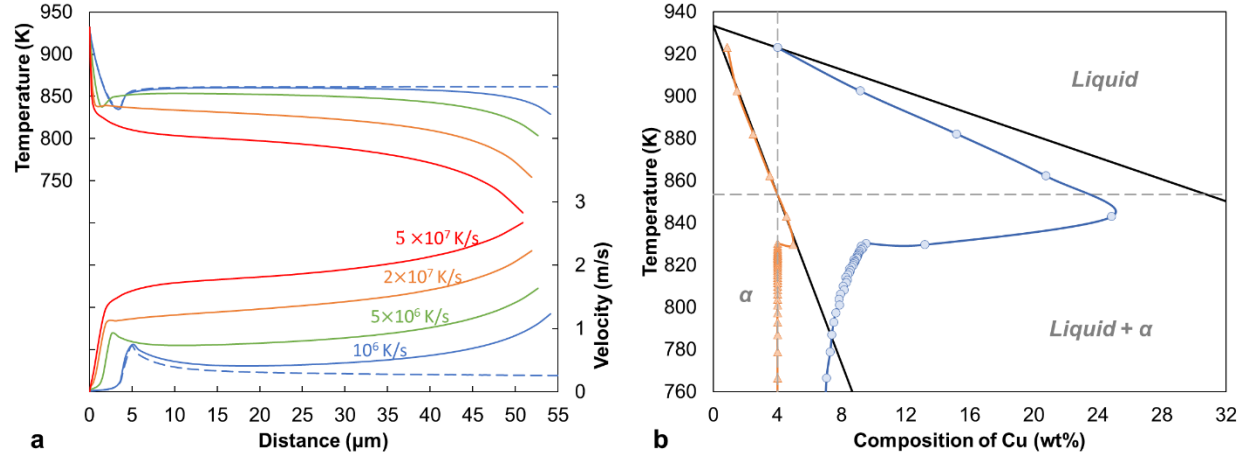 950
900
850
800
750
Temperature (K)
3
2
1
0
Velocity (m/s)
5 ×10⁷ K/s
2×10⁷ K/s
5×10⁶ K/s
10⁶ K/s
0 5 10 15 20 25 30 35 40 45 50 55
Distance (μm)
a
940
920
900
880
860
840
820
800
780
760
Temperature (K)
Liquid
α
Liquid + α
0 4 8 12 16 20 24 28 32
Composition of Cu (wt%)
b